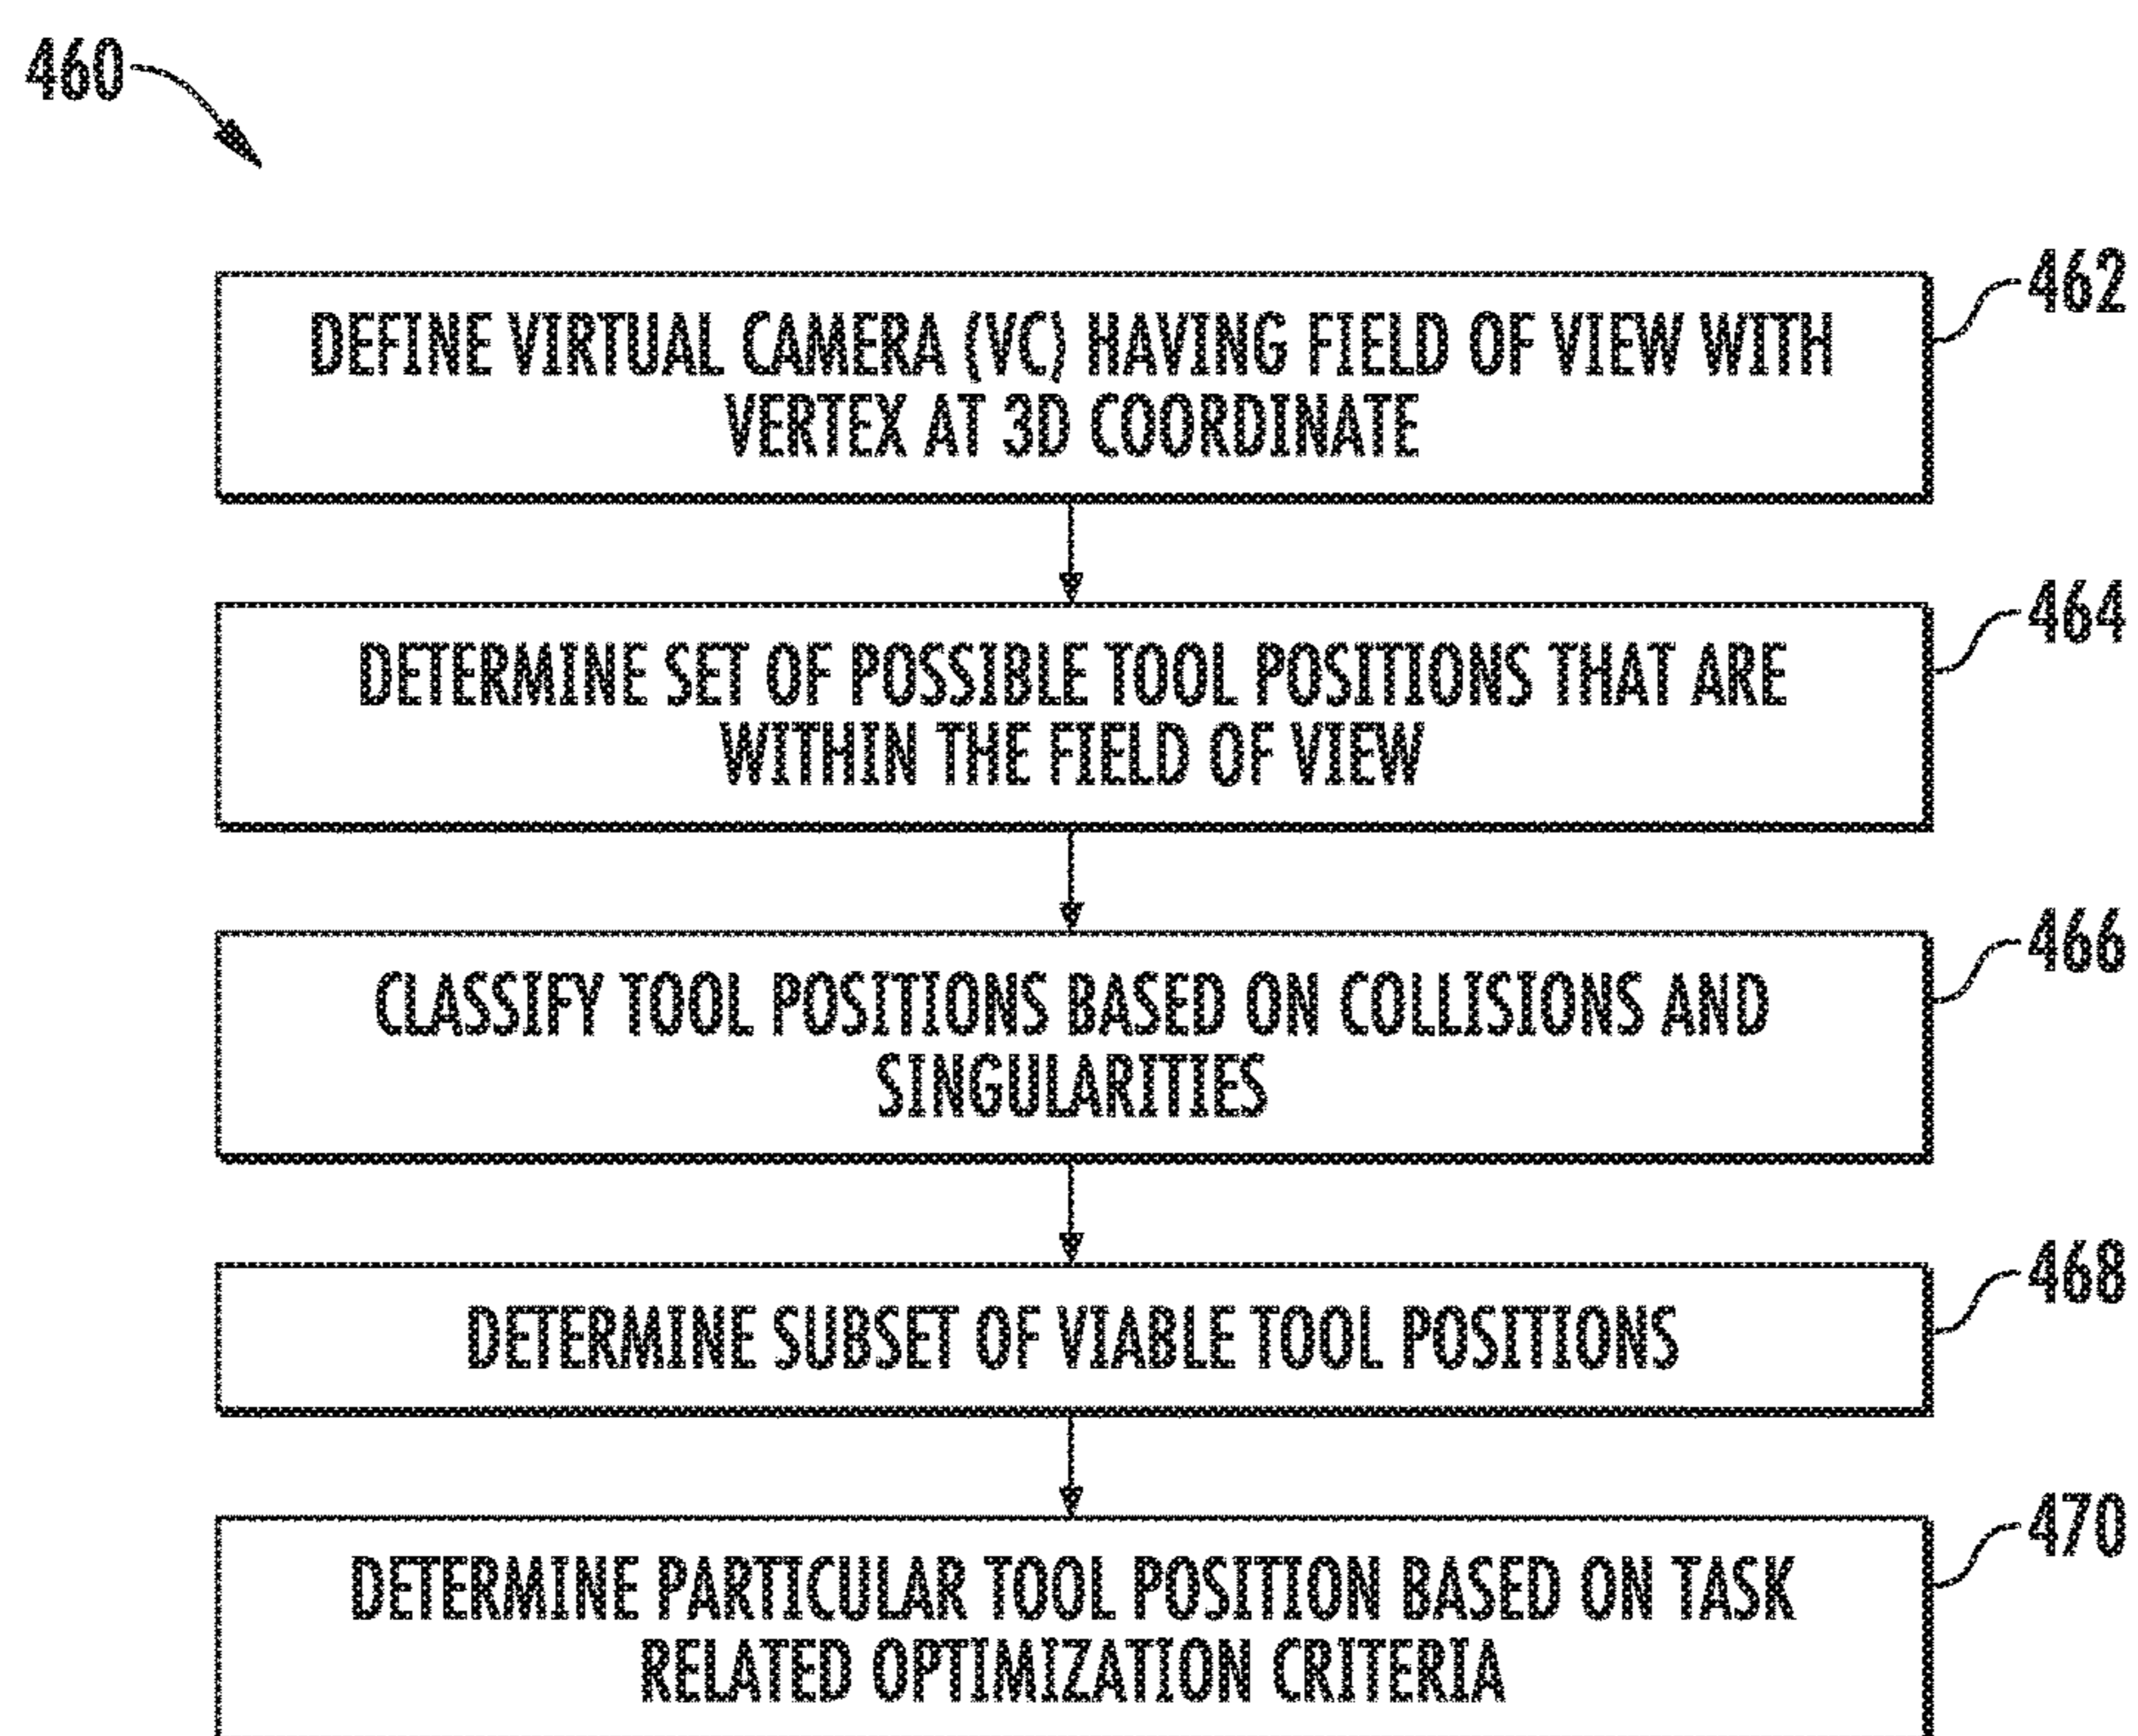 460
462
DEFINE VIRTUAL CAMERA (VC) HAVING FIELD OF VIEW WITH
VERTEX AT 3D COORDINATE
464
DETERMINE SET OF POSSIBLE TOOL POSITIONS THAT ARE
WITHIN THE FIELD OF VIEW
466
CLASSIFY TOOL POSITIONS BASED ON COLLISIONS AND
SINGULARITIES
468
DETERMINE SUBSET OF VIABLE TOOL POSITIONS
470
DETERMINE PARTICULAR TOOL POSITION BASED ON TASK
RELATED OPTIMIZATION CRITERIA